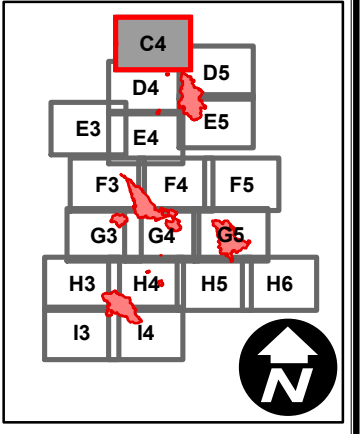 C4
D4 D5
E3 E4 E5
F3 F4 F5
G3 G4 G5
H3 H4 H5 H6
I3 I4
N